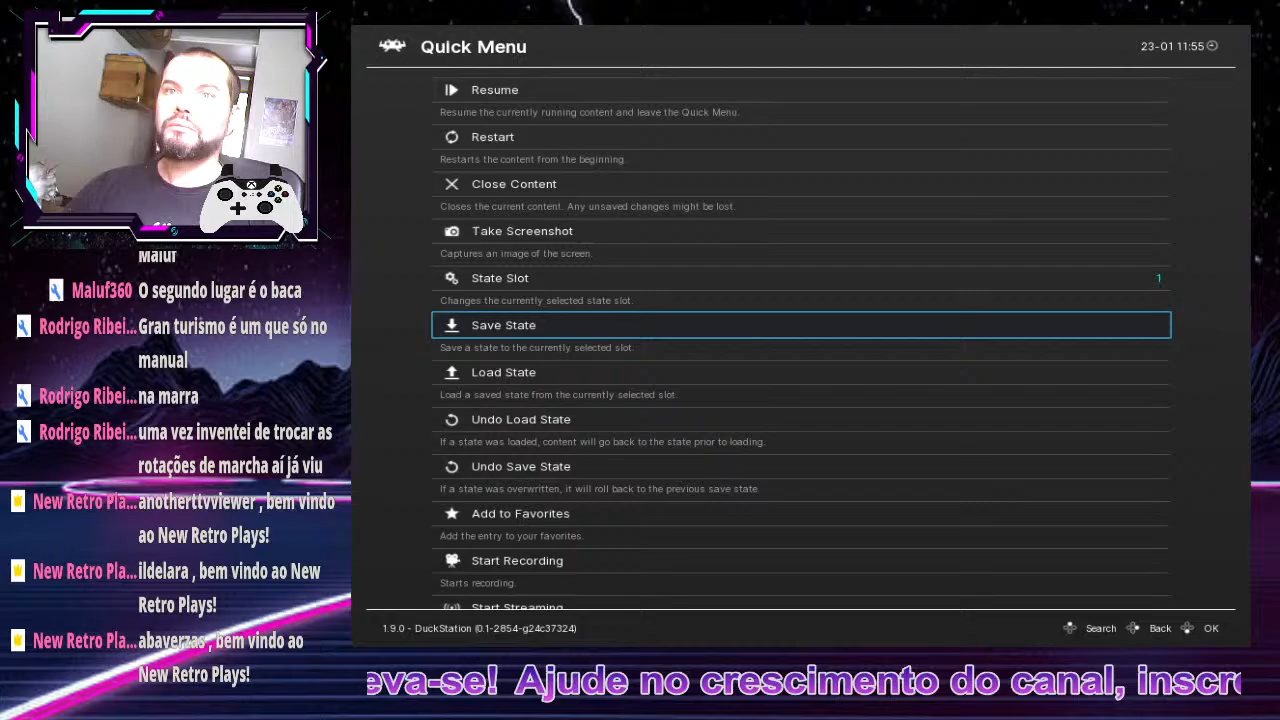 Quick Menu
23-01 11:55
Resume
Resume the currently running content and leave the Quick Menu.
Restart
Restarts the content from the beginning.
Close Content
Closes the current content. Any unsaved changes might be lost.
Take Screenshot
Captures an image of the screen.
State Slot 1
Changes the currently selected state slot.
Save State
Save a state to the currently selected slot.
Load State
Load a saved state from the currently selected slot.
Undo Load State
If a state was loaded, content will go back to the state prior to loading.
Undo Save State
If a state was overwritten, it will roll back to the previous save state.
Add to Favorites
Add the entry to your favorites.
Start Recording
Starts recording.
Start Streaming
1.9.0 - DuckStation (0.1-2854-g24c37324)
Search Back OK
Maluf
Maluf360 O segundo lugar é o baca
Rodrigo Ribei... Gran turismo é um que só no
manual
Rodrigo Ribei... na marra
Rodrigo Ribei... uma vez inventei de trocar as
rotações de marcha aí já viu
New Retro Pla... anotherttvviewer , bem vindo
ao New Retro Plays!
New Retro Pla... ildelara , bem vindo ao New
Retro Plays!
New Retro Pla... abaverzas , bem vindo ao
New Retro Plays!
eva-se! Ajude no crescimento do canal, inscre